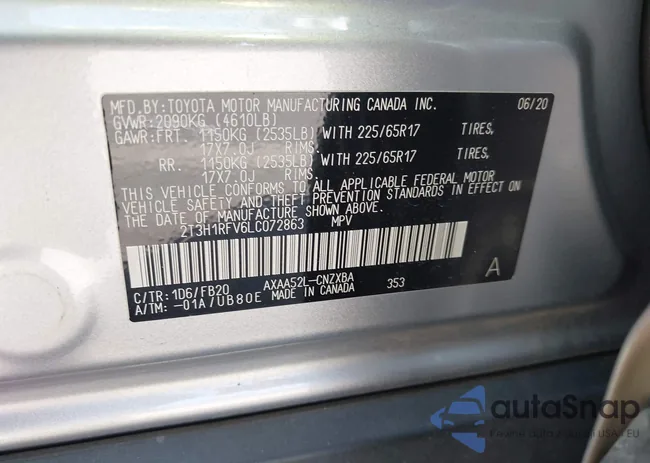 MFD.BY:TOYOTA MOTOR MANUFACTURING CANADA INC. 06/20
GVWR:2090KG (4610LB)
GAWR:FRT. 1150KG (2535LB) WITH 225/65R17 TIRES,
17X7.0J RIMS.
RR. 1150KG (2535LB) WITH 225/65R17 TIRES,
17X7.0J RIMS.
THIS VEHICLE CONFORMS TO ALL APPLICABLE FEDERAL MOTOR
VEHICLE SAFETY AND THEFT PREVENTION STANDARDS IN EFFECT ON
THE DATE OF MANUFACTURE SHOWN ABOVE.
2T3H1RFV6LC072863 MPV
A
C/TR: 1D6/FB20 AXAA52L-CNZXBA 353
A/TM: -01A/UB80E MADE IN CANADA
autaSnap
USA EU